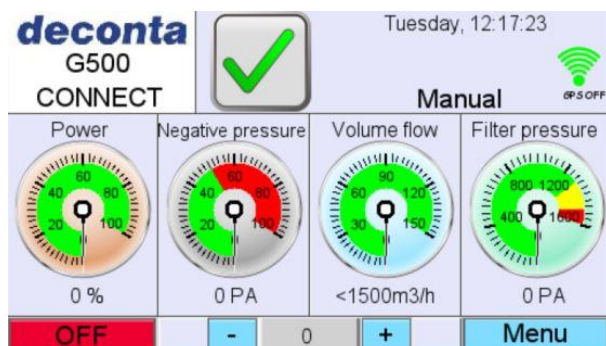 deconta
G500
CONNECT
Tuesday, 12:17:23
Manual
GPS OFF
Power
Negative pressure
Volume flow
Filter pressure
20 40 60 80 100
20 40 60 80 100
30 60 90 120 150
400 800 1200 1600
0 %
0 PA
<1500m3/h
0 PA
OFF
-
0
+
Menu